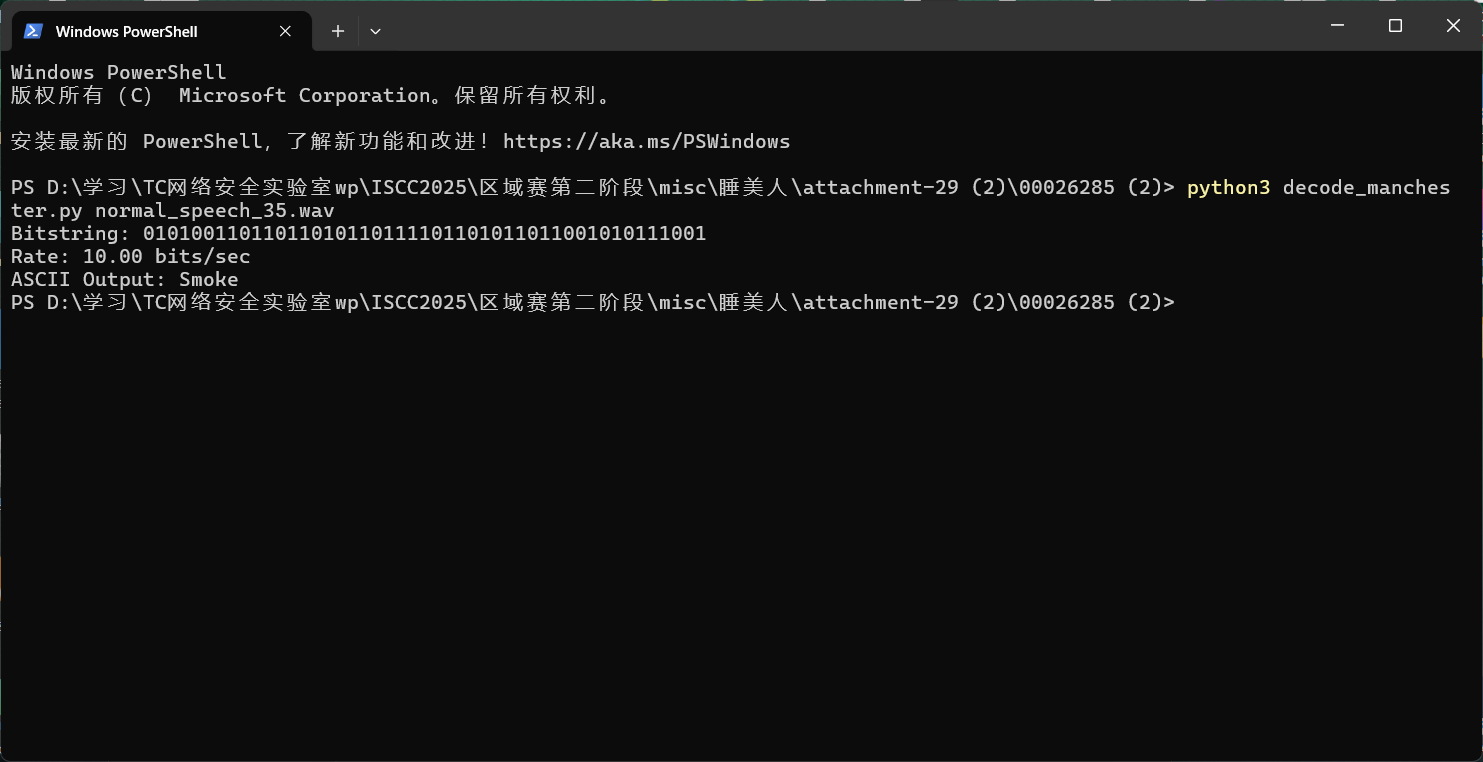 Windows PowerShell
Windows PowerShell
版权所有（C） Microsoft Corporation。保留所有权利。
安装最新的 PowerShell，了解新功能和改进！https://aka.ms/PSWindows
PS D:\学习\TC网络安全实验室wp\ISCC2025\区域赛第二阶段\misc\睡美人\attachment-29 (2)\00026285 (2)> python3 decode_manches
ter.py normal_speech_35.wav
Bitstring: 01010011011011010110111101101011011001010111001
Rate: 10.00 bits/sec
ASCII Output: Smoke
PS D:\学习\TC网络安全实验室wp\ISCC2025\区域赛第二阶段\misc\睡美人\attachment-29 (2)\00026285 (2)>